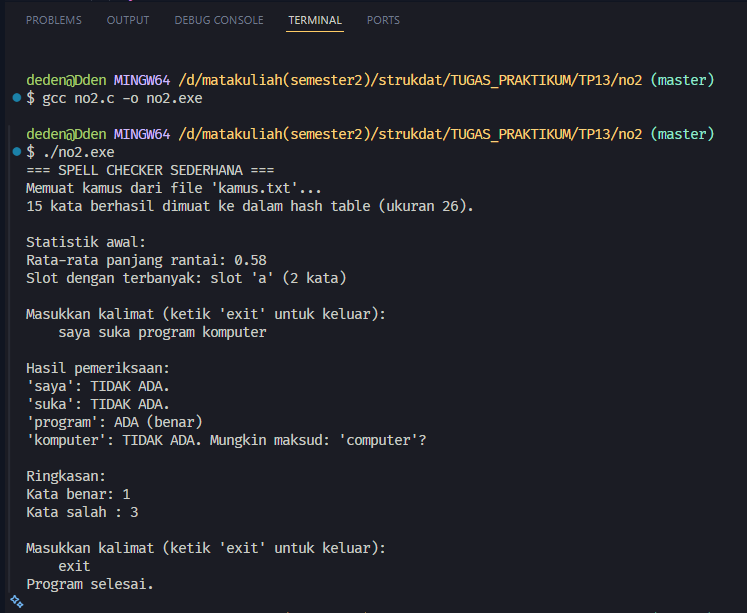 PROBLEMS OUTPUT DEBUG CONSOLE TERMINAL PORTS
deden@Dden MINGW64 /d/matakuliah(semester2)/strukdat/TUGAS_PRAKTIKUM/TP13/no2 (master)
$ gcc no2.c -o no2.exe
deden@Dden MINGW64 /d/matakuliah(semester2)/strukdat/TUGAS_PRAKTIKUM/TP13/no2 (master)
$ ./no2.exe
=== SPELL CHECKER SEDERHANA ===
Memuat kamus dari file 'kamus.txt'...
15 kata berhasil dimuat ke dalam hash table (ukuran 26).
Statistik awal:
Rata-rata panjang rantai: 0.58
Slot dengan terbanyak: slot 'a' (2 kata)
Masukkan kalimat (ketik 'exit' untuk keluar):
saya suka program komputer
Hasil pemeriksaan:
'saya': TIDAK ADA.
'suka': TIDAK ADA.
'program': ADA (benar)
'komputer': TIDAK ADA. Mungkin maksud: 'computer'?
Ringkasan:
Kata benar: 1
Kata salah : 3
Masukkan kalimat (ketik 'exit' untuk keluar):
exit
Program selesai.